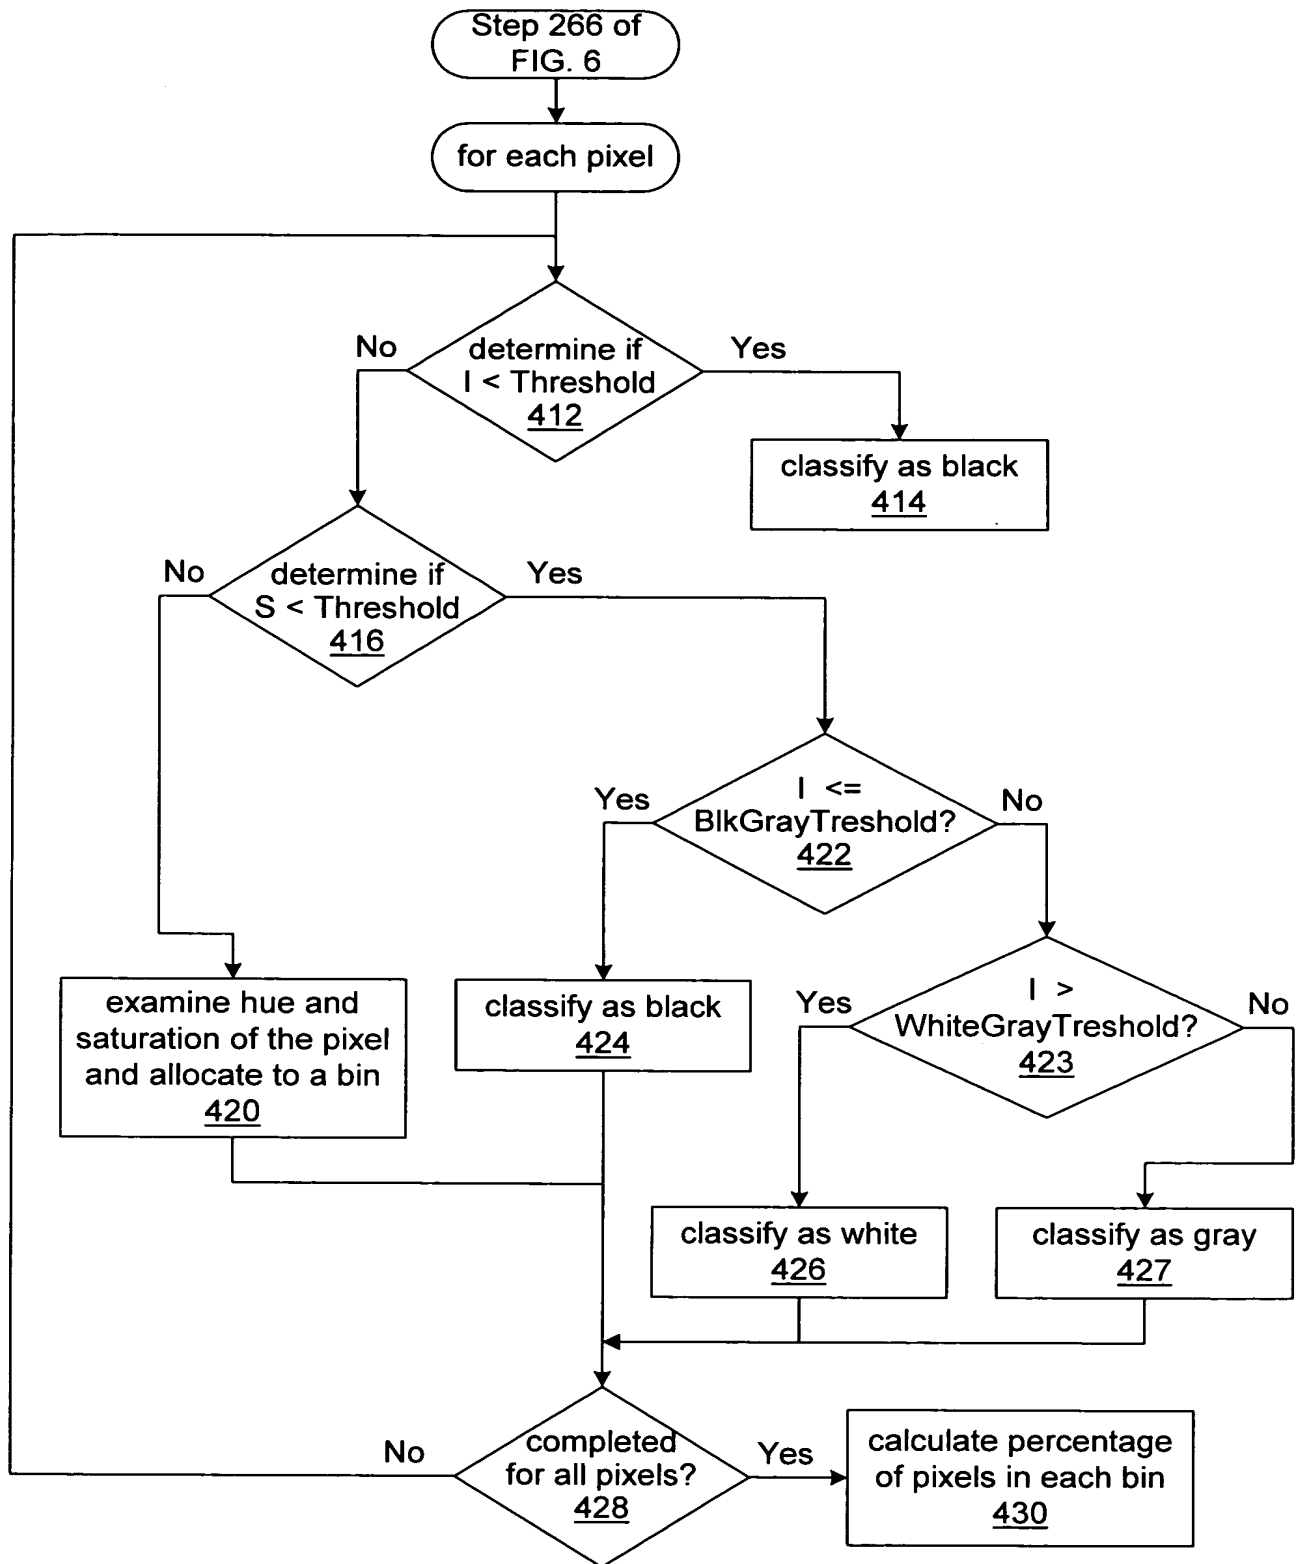 Step 266 of
FIG. 6
for each pixel
No
determine if
I < Threshold
412
Yes
classify as black
414
No
determine if
S < Threshold
416
Yes
Yes
I <=
BlkGrayTreshold?
422
No
examine hue and
saturation of the pixel
and allocate to a bin
420
classify as black
424
Yes
I >
WhiteGrayTreshold?
423
No
classify as white
426
classify as gray
427
No
completed
for all pixels?
428
Yes
calculate percentage
of pixels in each bin
430